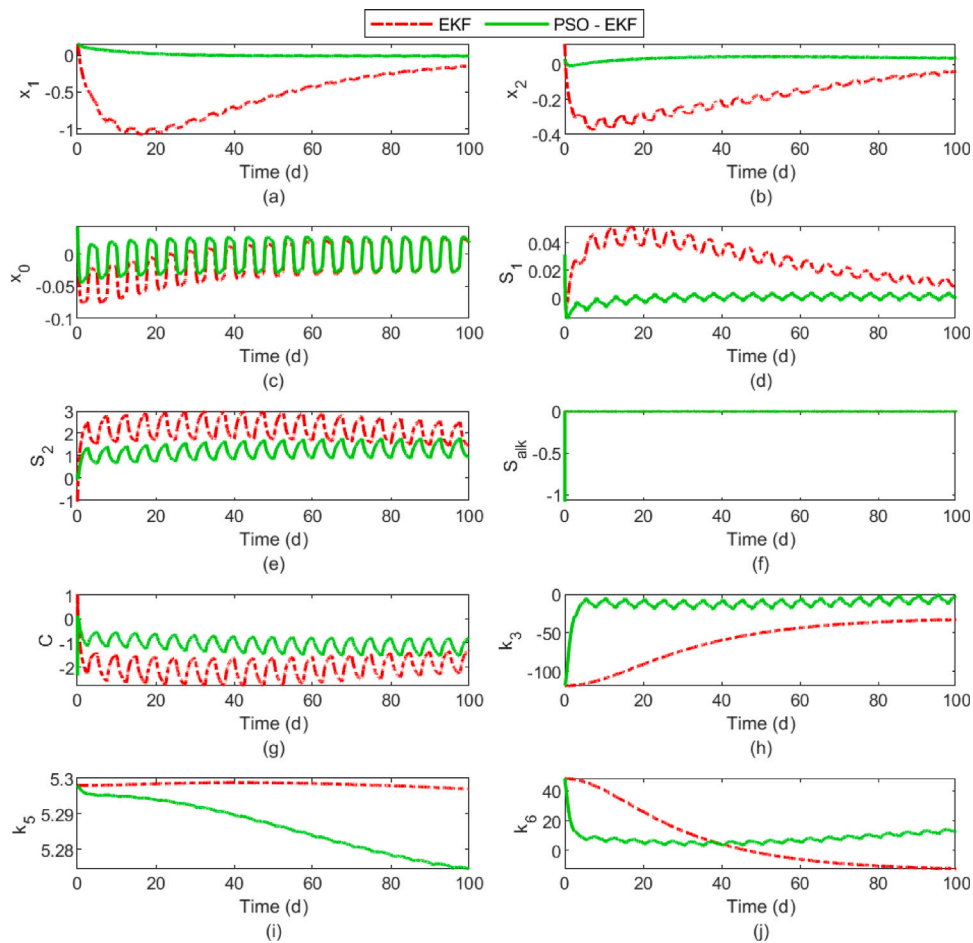 EKF PSO - EKF
0
-0.5
-1
x1
0 20 40 60 80 100
Time (d)
(a)
0
-0.2
-0.4
x2
0 20 40 60 80 100
Time (d)
(b)
0
-0.05
-0.1
x0
0 20 40 60 80 100
Time (d)
(c)
0.04
0.02
0
S1
0 20 40 60 80 100
Time (d)
(d)
3
2
1
0
-1
S2
0 20 40 60 80 100
Time (d)
(e)
0
-0.5
-1
Salk
0 20 40 60 80 100
Time (d)
(f)
1
0
-1
-2
C
0 20 40 60 80 100
Time (d)
(g)
0
-50
-100
k3
0 20 40 60 80 100
Time (d)
(h)
5.3
5.29
5.28
k5
0 20 40 60 80 100
Time (d)
(i)
40
20
0
k6
0 20 40 60 80 100
Time (d)
(j)